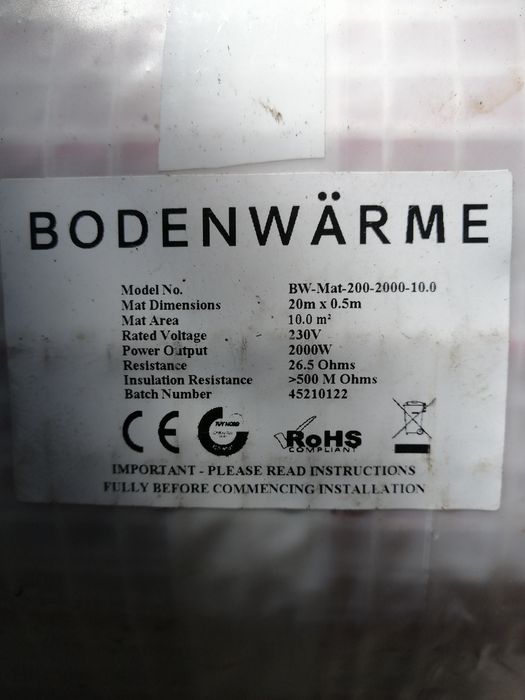 BODENWÄRME
Model No. BW-Mat-200-2000-10.0
Mat Dimensions 20m x 0.5m
Mat Area 10.0 m²
Rated Voltage 230V
Power Output 2000W
Resistance 26.5 Ohms
Insulation Resistance >500 M Ohms
Batch Number 45210122
CE TUV NORD RoHS
COMPLIANT
IMPORTANT - PLEASE READ INSTRUCTIONS
FULLY BEFORE COMMENCING INSTALLATION